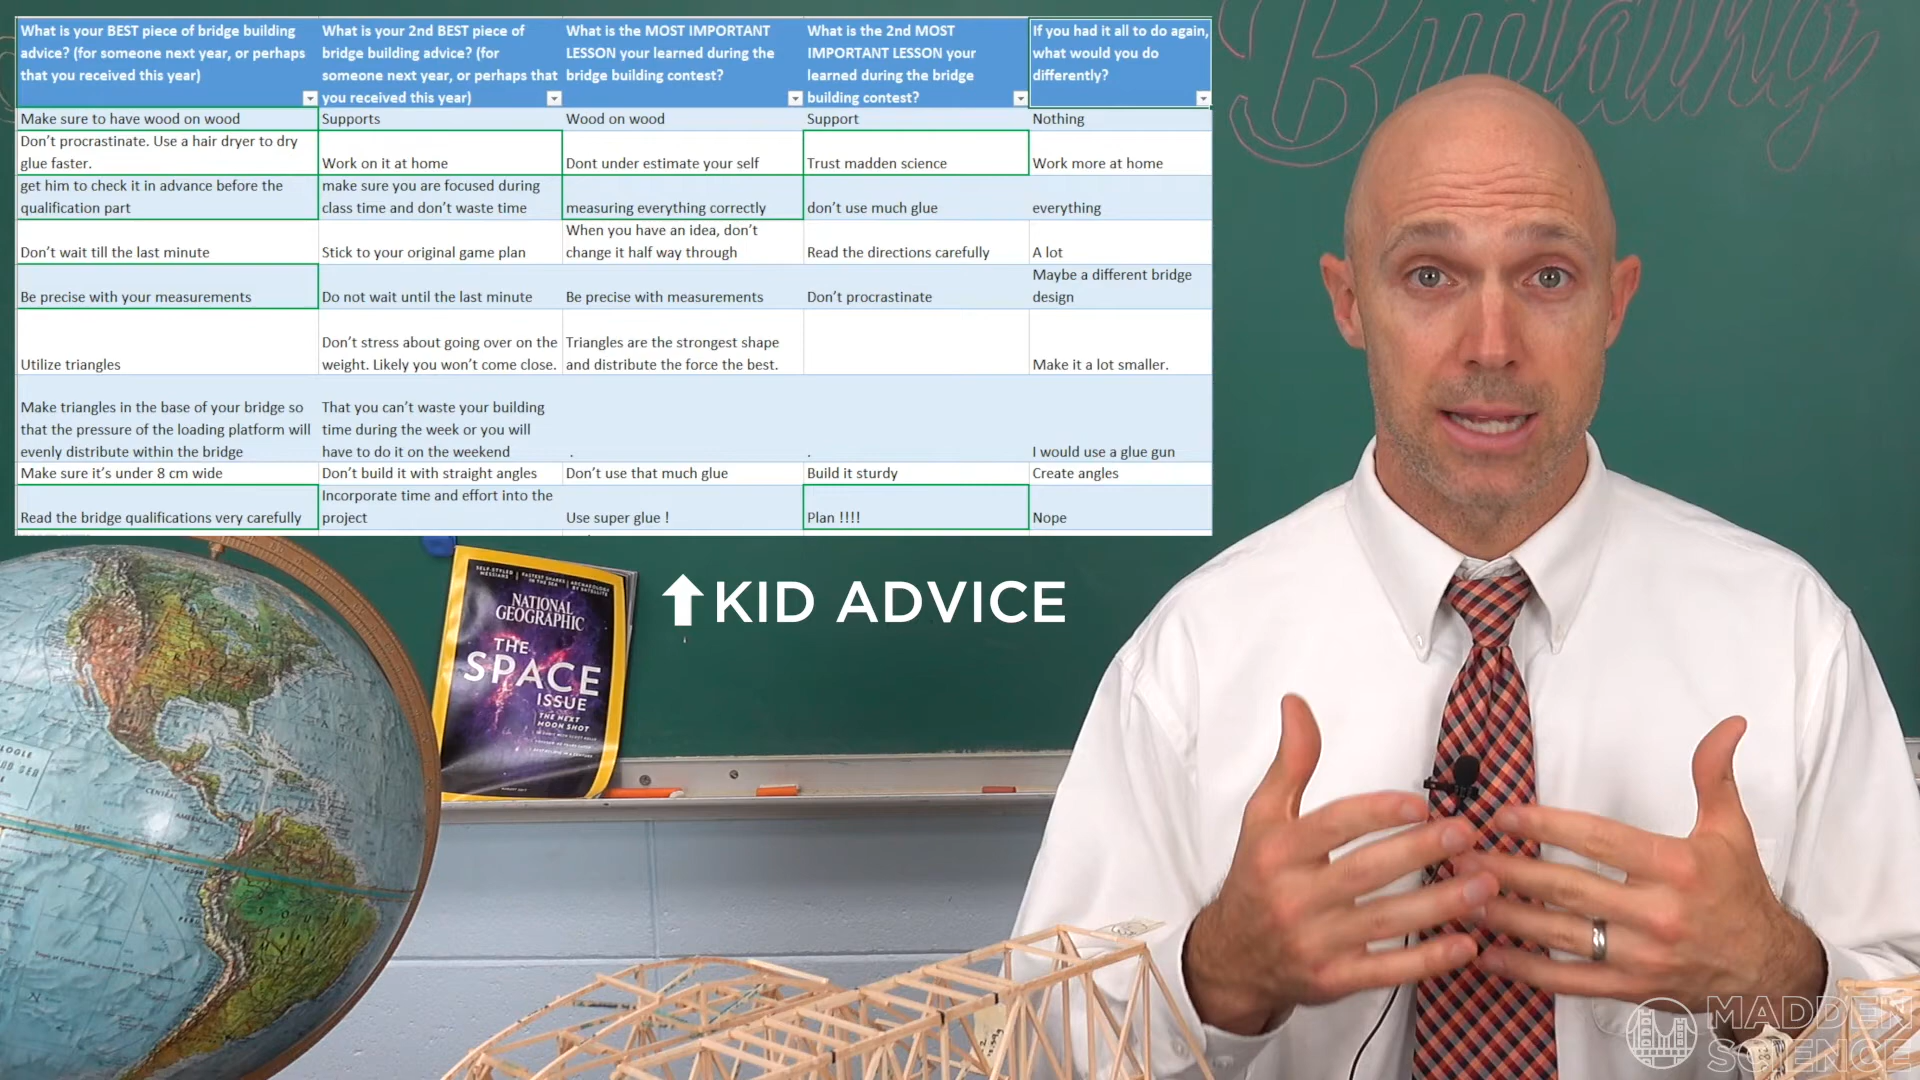 What is your BEST piece of bridge building
advice? (for someone next year, or perhaps
that you received this year)
What is your 2nd BEST piece of
bridge building advice? (for
someone next year, or perhaps that
you received this year)
What is the MOST IMPORTANT
LESSON your learned during the
bridge building contest?
What is the 2nd MOST
IMPORTANT LESSON your
learned during the bridge
building contest?
If you had it all to do again,
what would you do
differently?
Make sure to have wood on wood
Supports
Wood on wood
Support
Nothing
Don't procrastinate. Use a hair dryer to dry
glue faster.
Work on it at home
Dont under estimate your self
Trust madden science
Work more at home
get him to check it in advance before the
qualification part
make sure you are focused during
class time and don't waste time
measuring everything correctly
don't use much glue
everything
Don't wait till the last minute
Stick to your original game plan
When you have an idea, don't
change it half way through
Read the directions carefully
A lot
Be precise with your measurements
Do not wait until the last minute
Be precise with measurements
Don't procrastinate
Maybe a different bridge
design
Utilize triangles
Don't stress about going over on the
weight. Likely you won't come close.
Triangles are the strongest shape
and distribute the force the best.
Make it a lot smaller.
Make triangles in the base of your bridge so
that the pressure of the loading platform will
evenly distribute within the bridge
That you can't waste your building
time during the week or you will
have to do it on the weekend
.
.
I would use a glue gun
Make sure it's under 8 cm wide
Don't build it with straight angles
Don't use that much glue
Build it sturdy
Create angles
Read the bridge qualifications very carefully
Incorporate time and effort into the
project
Use super glue !
Plan !!!!
Nope
Building
KID ADVICE
NATIONAL
GEOGRAPHIC
THE
SPACE
ISSUE
THE NEXT
MOON SHOT
CENTRAL
AMERICA
MADDEN
SCIENCE